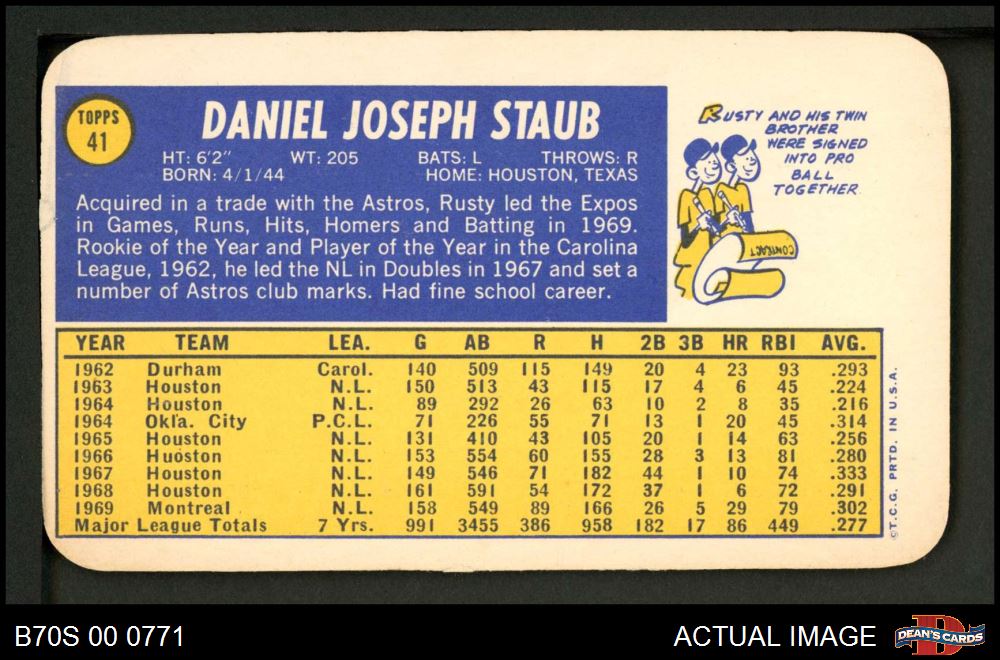 TOPPS
41
DANIEL JOSEPH STAUB
HT: 6'2" WT: 205 BATS: L THROWS: R
BORN: 4/1/44 HOME: HOUSTON, TEXAS
Acquired in a trade with the Astros, Rusty led the Expos
in Games, Runs, Hits, Homers and Batting in 1969.
Rookie of the Year and Player of the Year in the Carolina
League, 1962, he led the NL in Doubles in 1967 and set a
number of Astros club marks. Had fine school career.
RUSTY AND HIS TWIN
BROTHER
WERE SIGNED
INTO PRO
BALL
TOGETHER.
CONTRACT
YEAR TEAM LEA. G AB R H 2B 3B HR RBI AVG.
1962 Durham Carol. 140 509 115 149 20 4 23 93 .293
1963 Houston N.L. 150 513 43 115 17 4 6 45 .224
1964 Houston N.L. 89 292 26 63 10 2 8 35 .216
1964 Okla. City P.C.L. 71 226 55 71 13 1 20 45 .314
1965 Houston N.L. 131 410 43 105 20 1 14 63 .256
1966 Huoston N.L. 153 554 60 155 28 3 13 81 .280
1967 Houston N.L. 149 546 71 182 44 1 10 74 .333
1968 Houston N.L. 161 591 54 172 37 1 6 72 .291
1969 Montreal N.L. 158 549 89 166 26 5 29 79 .302
Major League Totals 7 Yrs. 991 3455 386 958 182 17 86 449 .277
©T.C.G. PRTD. IN U.S.A.
B70S 00 0771
ACTUAL IMAGE
D
DEAN'S CARDS